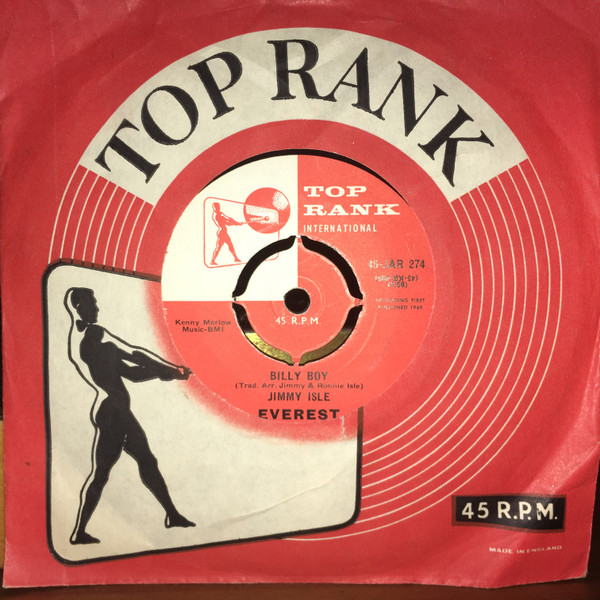 TOP RANK
TOP
RANK
INTERNATIONAL
45-JAR 274
Kenny Marlow
Music-BMI
45 R.P.M.
BILLY BOY
(Trad. Arr. Jimmy & Ronnie Isle)
JIMMY ISLE
EVEREST
45 R.P.M.
MADE IN ENGLAND